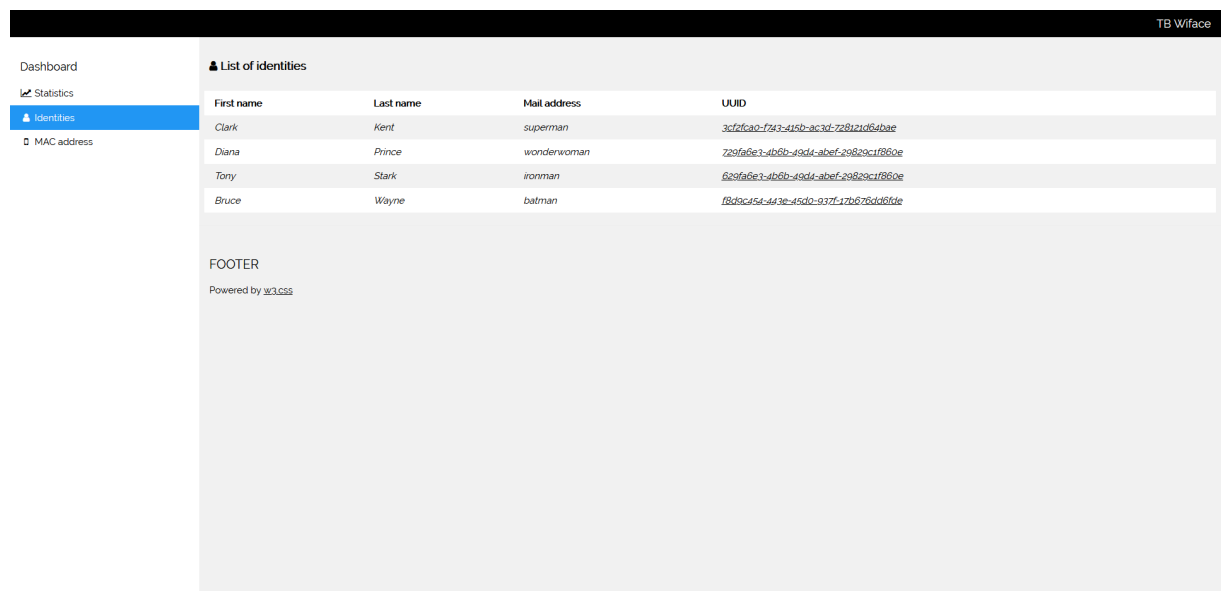 TB Wiface
Dashboard
Statistics
Identities
MAC address
List of identities
First name Last name Mail address UUID
Clark Kent superman 3cf2fca0-f743-415b-ac3d-728121d64bae
Diana Prince wonderwoman 729fa6e3-4b6b-49d4-abef-29829c1f860e
Tony Stark ironman 629fa6e3-4b6b-49d4-abef-29829c1f860e
Bruce Wayne batman f8d9c454-443e-45d0-937f-17b676dd6fde
FOOTER
Powered by w3.css